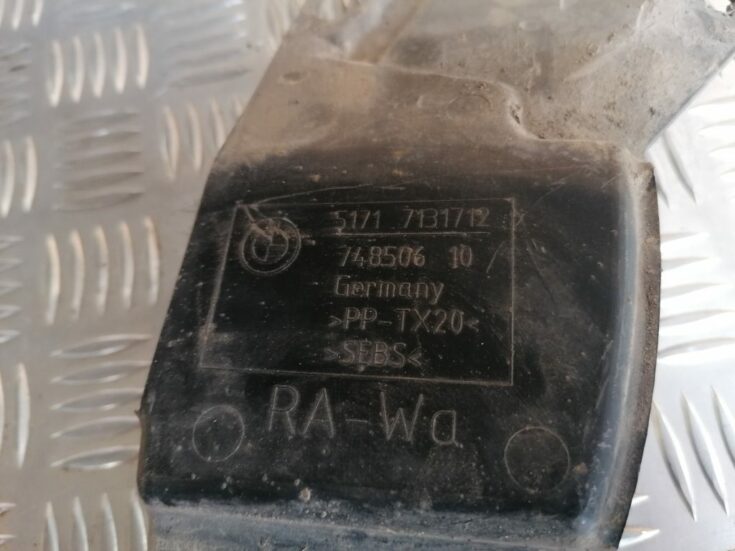 5171 7131712
748506 10
Germany
>PP-TX20<
>SEBS<
RA-Wa